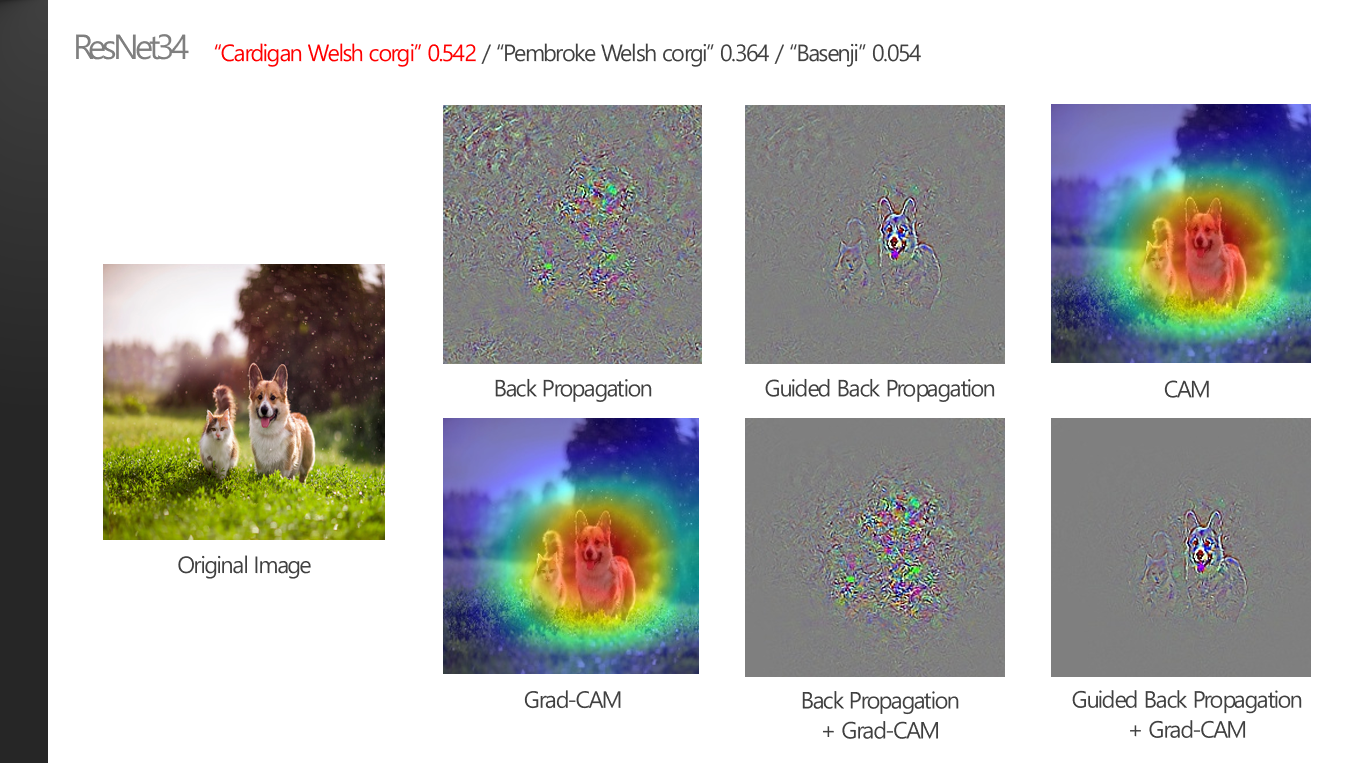 ResNet34
"Cardigan Welsh corgi" 0.542 / "Pembroke Welsh corgi" 0.364 / "Basenji" 0.054
Original Image
Back Propagation
Guided Back Propagation
CAM
Grad-CAM
Back Propagation
+ Grad-CAM
Guided Back Propagation
+ Grad-CAM